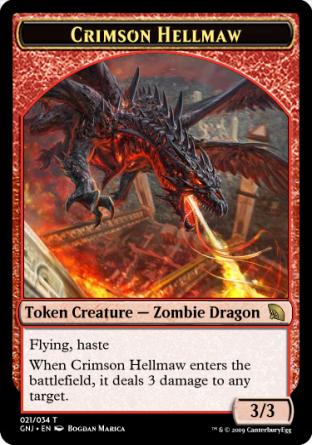 Crimson Hellmaw
Token Creature — Zombie Dragon
Flying, haste
When Crimson Hellmaw enters the
battlefield, it deals 3 damage to any
target.
3/3
021/034 T
GNJ • EN Bogdan Marica
™ & © 2019 CanterburyEgg